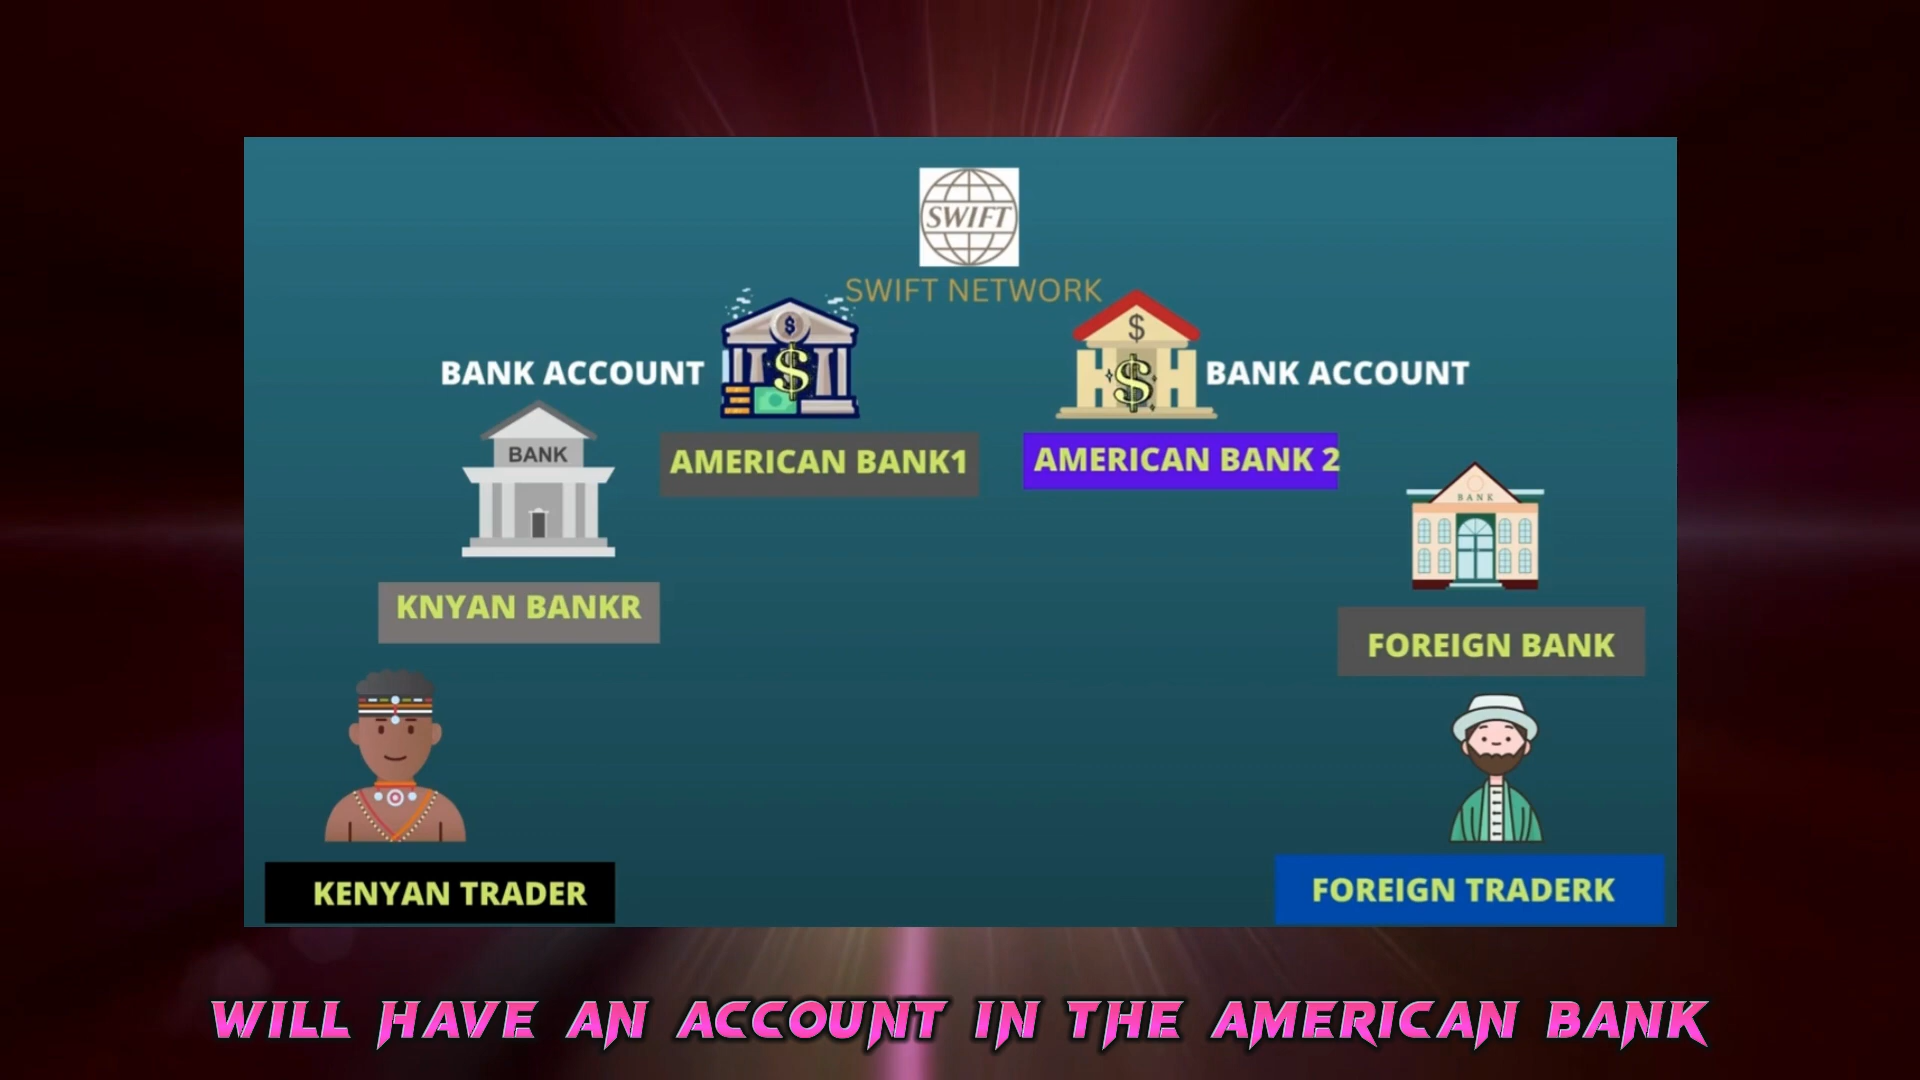 SWIFT
SWIFT NETWORK
$
$
BANK ACCOUNT
$
$
BANK ACCOUNT
BANK
AMERICAN BANK1
AMERICAN BANK 2
BANK
KNYAN BANKR
FOREIGN BANK
KENYAN TRADER
FOREIGN TRADERK
WILL HAVE AN ACCOUNT IN THE AMERICAN BANK